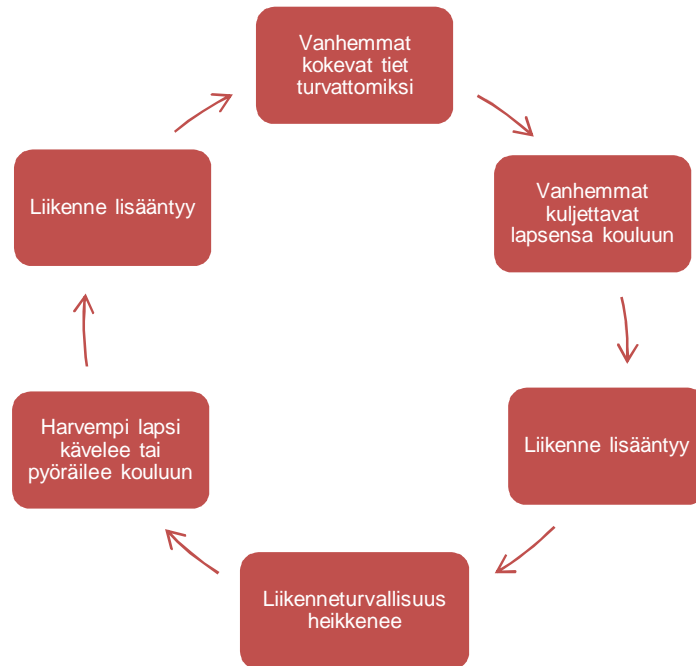 Vanhemmat
kokevat tiet
turvattomiksi
Vanhemmat
kuljettavat
lapsensa kouluun
Liikenne lisääntyy
Liikenneturvallisuus
heikkenee
Harvempi lapsi
kävelee tai
pyöräilee kouluun
Liikenne lisääntyy